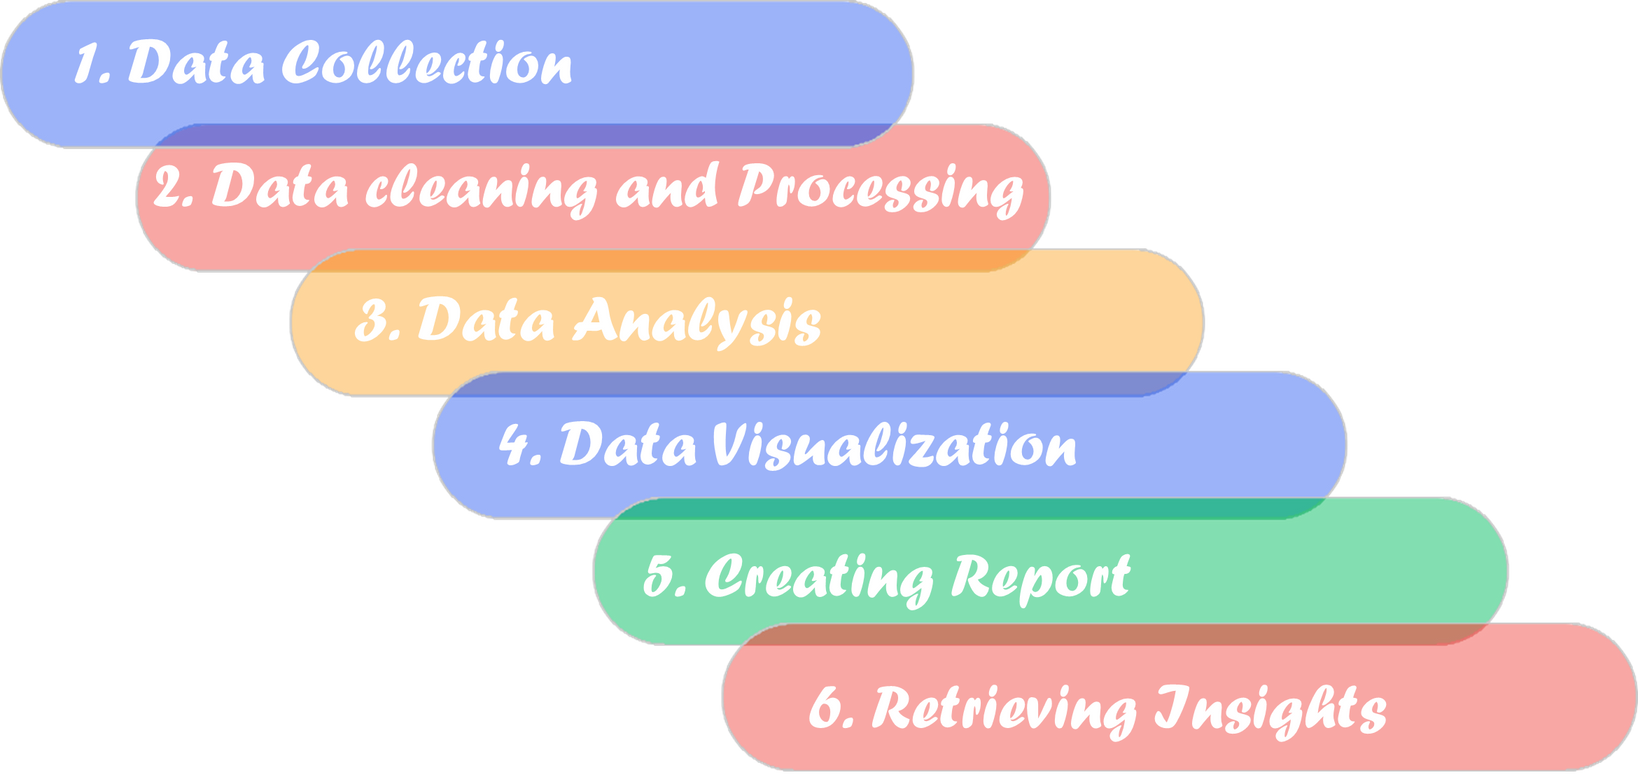 1. Data Collection
2. Data cleaning and Processing
3. Data Analysis
4. Data Visualization
5. Creating Report
6. Retrieving Insights